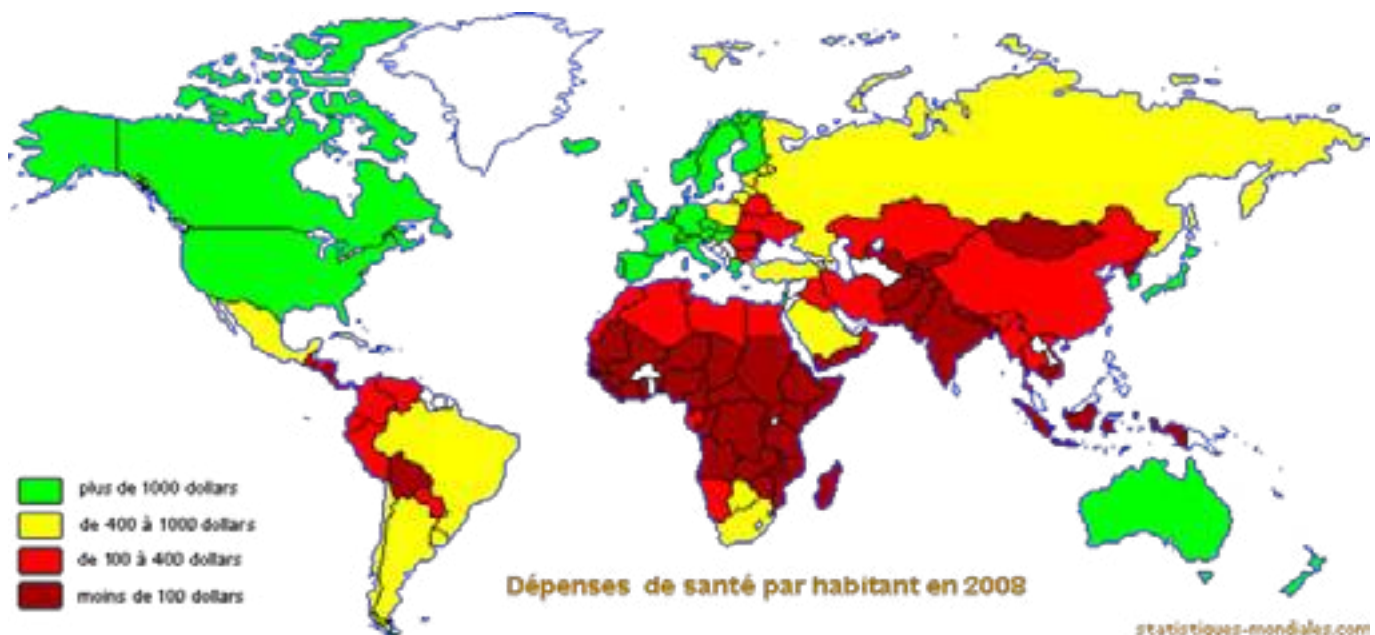 plus de 1000 dollars
de 400 à 1000 dollars
de 100 à 400 dollars
moins de 100 dollars
Dépenses de santé par habitant en 2008
statistiques-mondiales.com